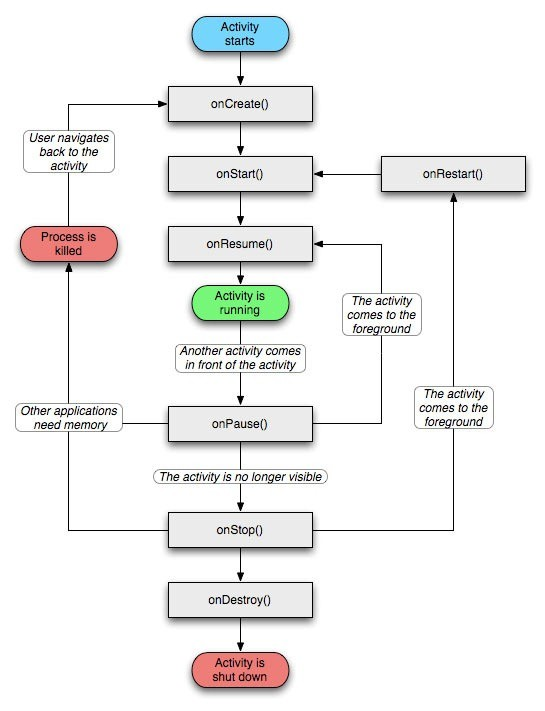 Activity
starts
onCreate()
User navigates
back to the
activity
onStart()
onRestart()
Process is
killed
onResume()
Activity is
running
The activity
comes to the
foreground
Another activity comes
in front of the activity
The activity
comes to the
foreground
Other applications
need memory
onPause()
The activity is no longer visible
onStop()
onDestroy()
Activity is
shut down